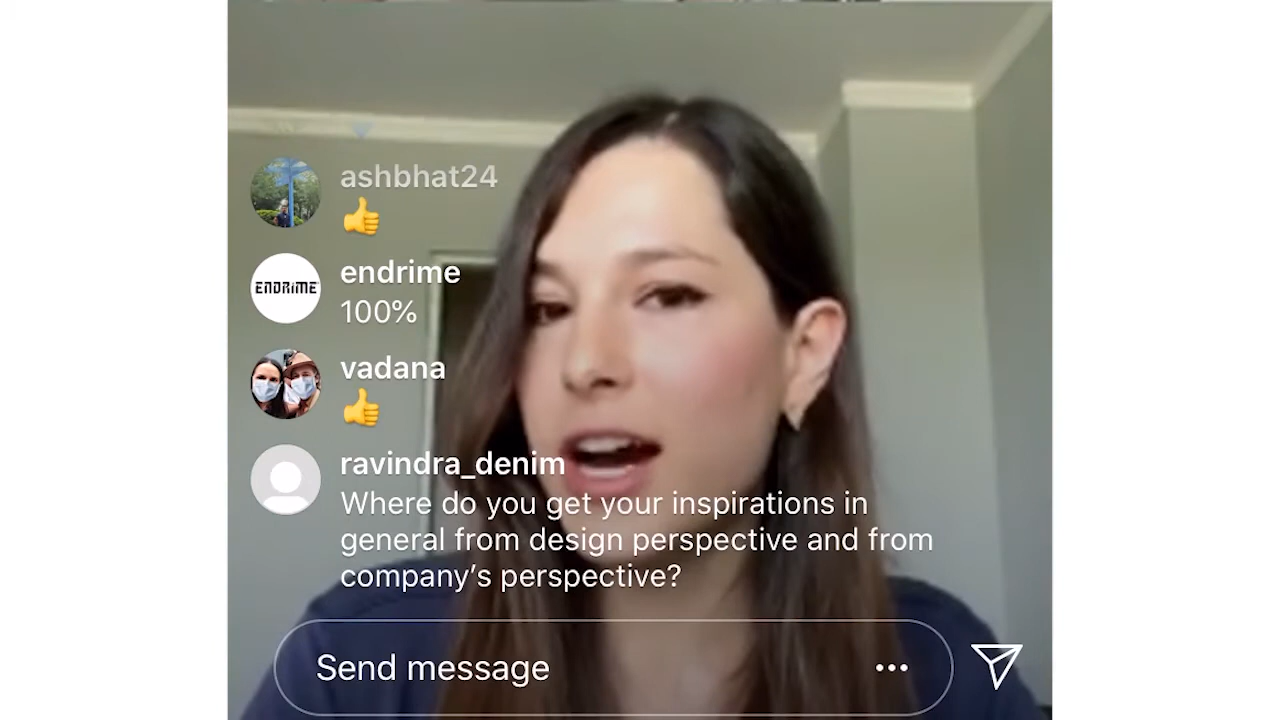 ashbhat24
👍
endrime
ENDRIME
100%
vadana
👍
ravindra_denim
Where do you get your inspirations in
general from design perspective and from
company's perspective?
Send message